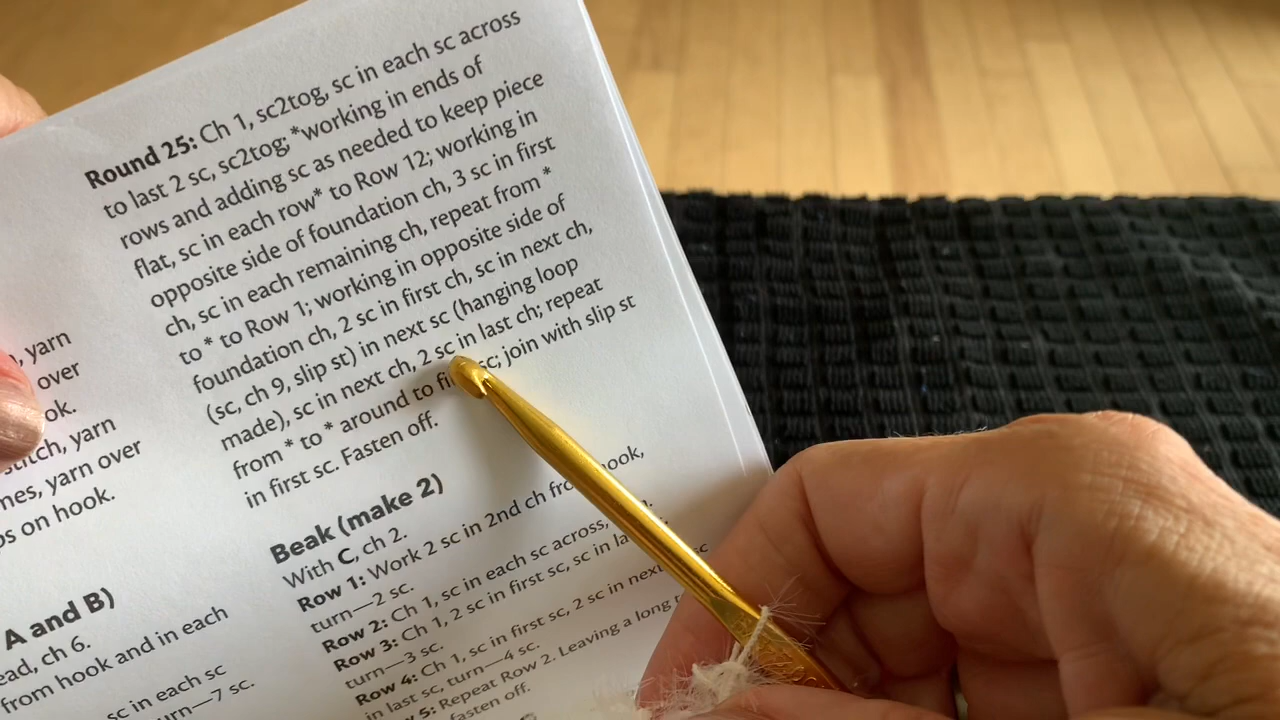 , yarn
over
ok.
stitch, yarn
mes, yarn over
ps on hook.
A and B)
ead, ch 6.
from hook and in each
sc in each sc
urn—7 sc.
Round 25: Ch 1, sc2tog, sc in each sc across
to last 2 sc, sc2tog; *working in ends of
rows and adding sc as needed to keep piece
flat, sc in each row* to Row 12; working in
opposite side of foundation ch, 3 sc in first
ch, sc in each remaining ch, repeat from *
to * to Row 1; working in opposite side of
foundation ch, 2 sc in first ch, sc in next ch,
(sc, ch 9, slip st) in next sc (hanging loop
made), sc in next ch, 2 sc in last ch; repeat
from * to * around to fi sc; join with slip st
in first sc. Fasten off.
Beak (make 2)
With C, ch 2.
Row 1: Work 2 sc in 2nd ch fro hook,
turn—2 sc.
Row 2: Ch 1, sc in each sc across,
Row 3: Ch 1, 2 sc in first sc, sc in la
turn—3 sc.
Row 4: Ch 1, sc in first sc, 2 sc in next sc
in last sc, turn—4 sc.
w 5: Repeat Row 2. Leaving a long
fasten off.